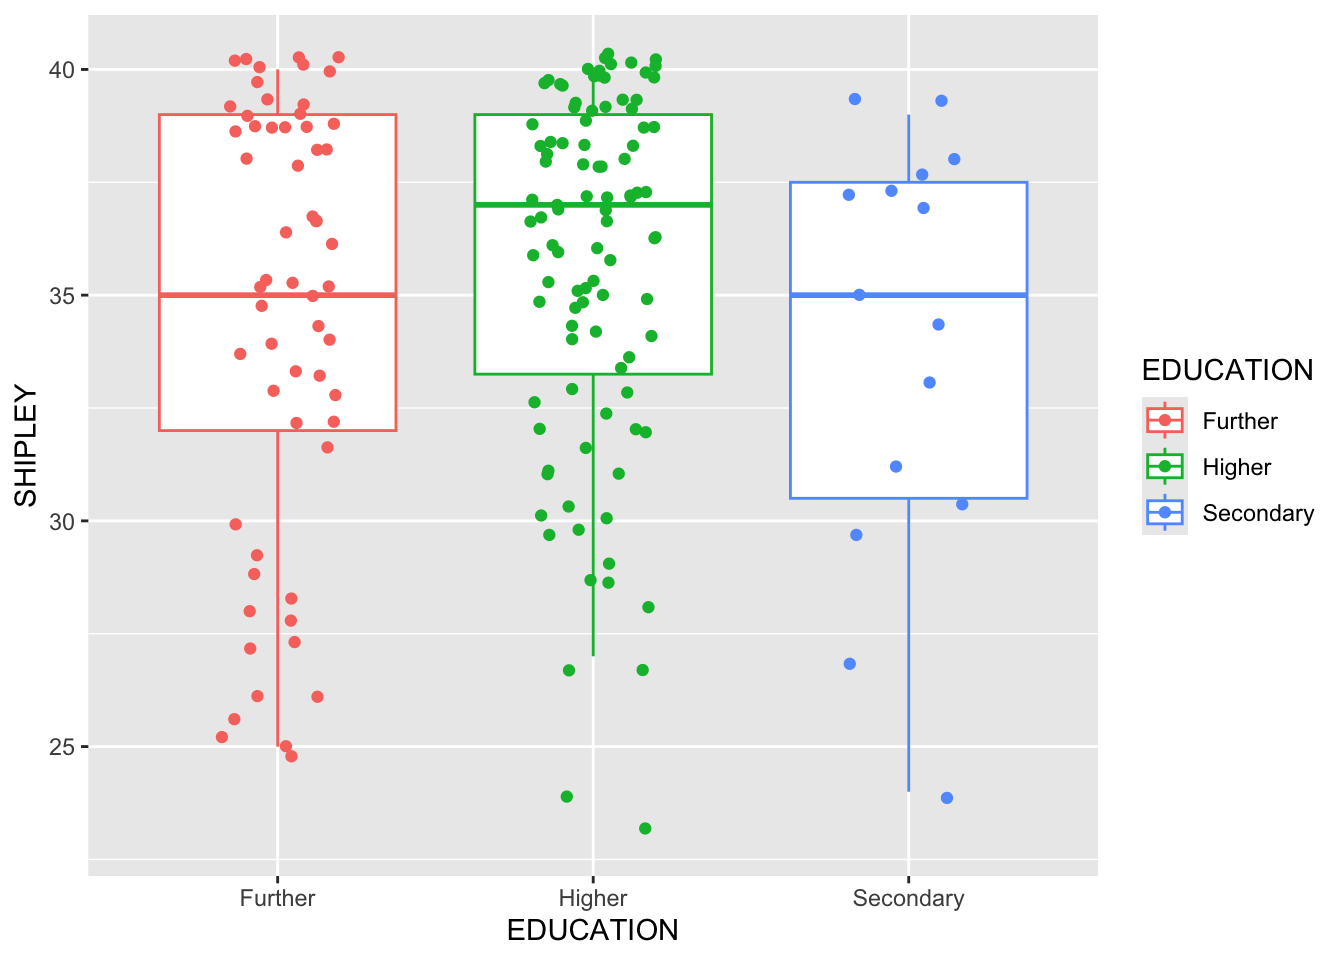 SHIPLEY
40
35
30
25
Further
Higher
Secondary
EDUCATION
EDUCATION
Further
Higher
Secondary